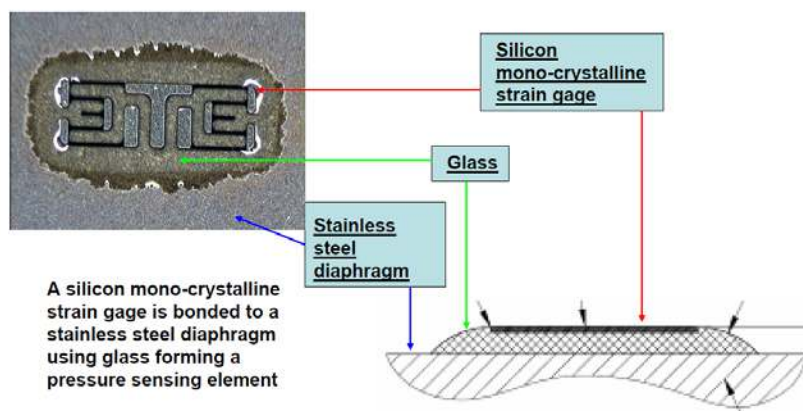 Silicon
mono-crystalline
strain gage
Glass
Stainless
steel
diaphragm
A silicon mono-crystalline
strain gage is bonded to a
stainless steel diaphragm
using glass forming a
pressure sensing element